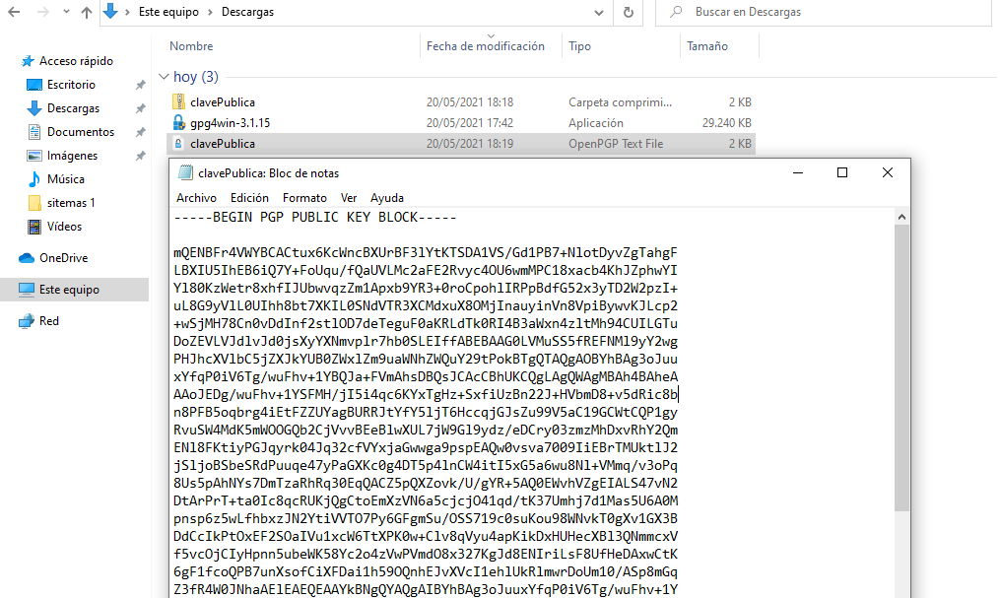 Este equipo > Descargas
Buscar en Descargas
Nombre Fecha de modificación Tipo Tamaño
hoy (3)
clavePublica 20/05/2021 18:18 Carpeta comprimi... 2 KB
gpg4win-3.1.15 20/05/2021 17:42 Aplicación 29.240 KB
clavePublica 20/05/2021 18:19 OpenPGP Text File 2 KB
Acceso rápido
Escritorio
Descargas
Documentos
Imágenes
Música
sitemas 1
Vídeos
OneDrive
Este equipo
Red
clavePublica: Bloc de notas
Archivo Edición Formato Ver Ayuda
-----BEGIN PGP PUBLIC KEY BLOCK-----
mQENBFr4VWYBCACtux6KcWncBXUrBF3lYtKTSDA1VS/Gd1PB7+NlotDyvZgTahgF
LBXIU5IhEB6iQ7Y+FoUqu/fQaUVLMc2aFE2Rvyc4OU6wmMPC18xacb4KhJZphwYI
Yl80KzWetr8xhfIJUbwvqzZm1Apxb9YR3+0roCpohlIRPpBdfG52x3yTD2W2pzI+
uL8G9yVlL0UIhh8bt7XKIL0SNdVTR3XCMdxuX8OMjInauyinVn8VpiBywvKJLcp2
+wSjMH78Cn0vDdInf2stlOD7deTeguF0aKRLdTk0RI4B3aWxn4zltMh94CUILGTu
DoZEVLVJdlvJd0jsXyYXNmvplr7hb0SLEIffABEBAAG0LVMuSS5fREFNMl9yY2wg
PHJhcXVlbC5jZXJkYUB0ZWxlZm9uaWNhZWQuY29tPokBTgQTAQgAOBYhBAg3oJuu
xYfqP0iV6Tg/wuFhv+1YBQJa+FVmAhsDBQsJCAcCBhUKCQgLAgQWAgMBAh4BAheA
AAoJEDg/wuFhv+1YSFMH/jI5i4qc6KYxTgHz+SxfiUzBn22J+HVbmD8+v5dRic8b
n8PFB5oqbrg4iEtFZZUYagBURRJtYfY5ljT6HccqjGJsZu99V5aC19GCWtCQP1gy
RvuSW4MdK5mWOOGQb2CjVvvBEeBlwXUL7jW9Gl9ydz/eDCry03zmzMhDxvRhY2Qm
ENl8FKtiyPGJqyrk04Jq32cfVYxjaGwwga9pspEAQw0vsva7009IiEBrTMUktlJ2
jSljoBSbeSRdPuuqe47yPaGXKc0g4DT5p4lnCW4itI5xG5a6wu8Nl+VMmq/v3oPq
8Us5pAhNYs7DmTzaRhRq30EqQACZ5pQXZovk/U/gYR+5AQ0EWvhVZgEIALS47vN2
DtArPrT+ta0Ic8qcRUKjQgCtoEmXzVN6a5cjcjO41qd/tK37Umhj7d1Mas5U6A0M
pnsp6z5wLfhbxzJN2YtiVVTO7Py6GFgmSu/OSS719c0suKou98WNvkT0gXv1GX3B
DdCcIkPtOxEF2SOaIVu1xcW6TtXPK0w+Clv8qVyu4apKikDxHUHecXBl3QNmmcxV
f5vcOjCIyHpnn5ubeWK58Yc2o4zVwPVmdO8x327KgJd8ENIriLsF8UfHeDAxwCtK
6gF1fcoQPB7unXsofCiXFDai1h59OQnhEJvXVcI1ehlUkRlmwrDoUm10/ASp8mGq
Z3fR4W0JNhaAElEAEQEAAYkBNgQYAQgAIBYhBAg3oJuuxYfqP0iV6Tg/wuFhv+1Y